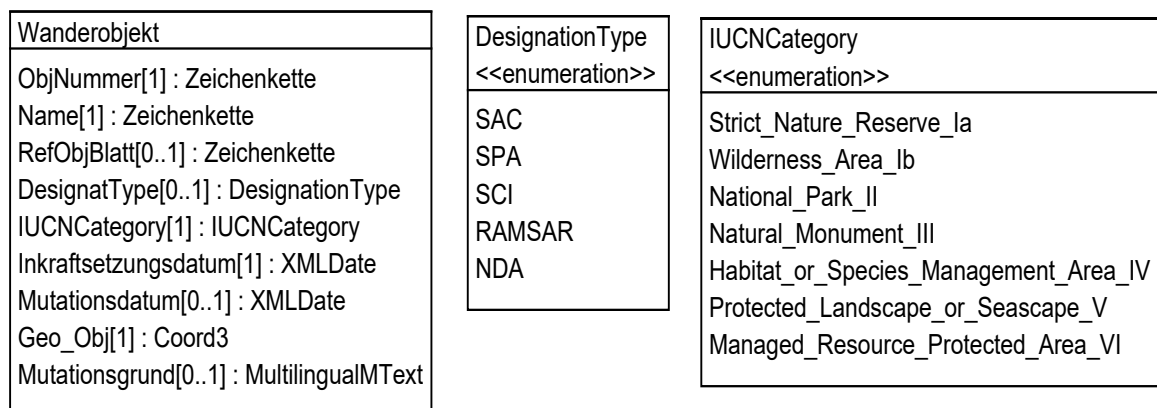 Wanderobjekt
ObjNummer[1] : Zeichenkette
Name[1] : Zeichenkette
RefObjBlatt[0..1] : Zeichenkette
DesignatType[0..1] : DesignationType
IUCNCategory[1] : IUCNCategory
Inkraftsetzungsdatum[1] : XMLDate
Mutationsdatum[0..1] : XMLDate
Geo_Obj[1] : Coord3
Mutationsgrund[0..1] : MultilingualMText
DesignationType
<<enumeration>>
SAC
SPA
SCI
RAMSAR
NDA
IUCNCategory
<<enumeration>>
Strict_Nature_Reserve_Ia
Wilderness_Area_Ib
National_Park_II
Natural_Monument_III
Habitat_or_Species_Management_Area_IV
Protected_Landscape_or_Seascape_V
Managed_Resource_Protected_Area_VI